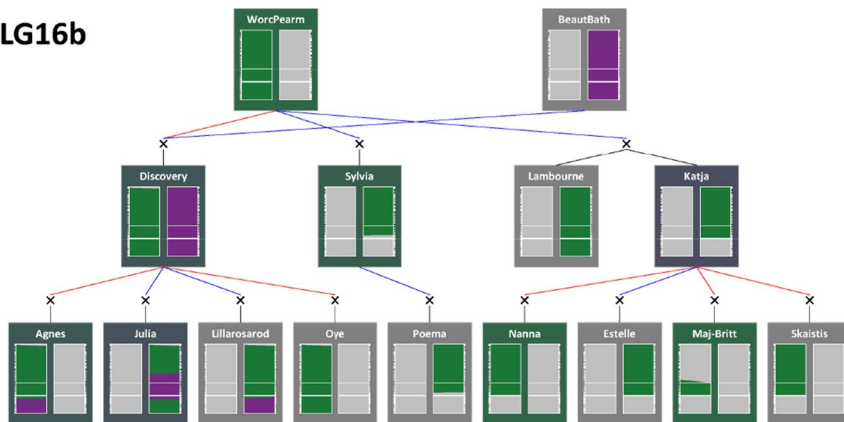 LG16b
WorcPearm
BeautBath
×
×
×
Discovery
Sylvia
Lambourne
Katja
×
×
×
×
×
×
×
×
×
Agnes
Julia
Lillarosarod
Oye
Poema
Nanna
Estelle
Maj-Britt
Skaistis